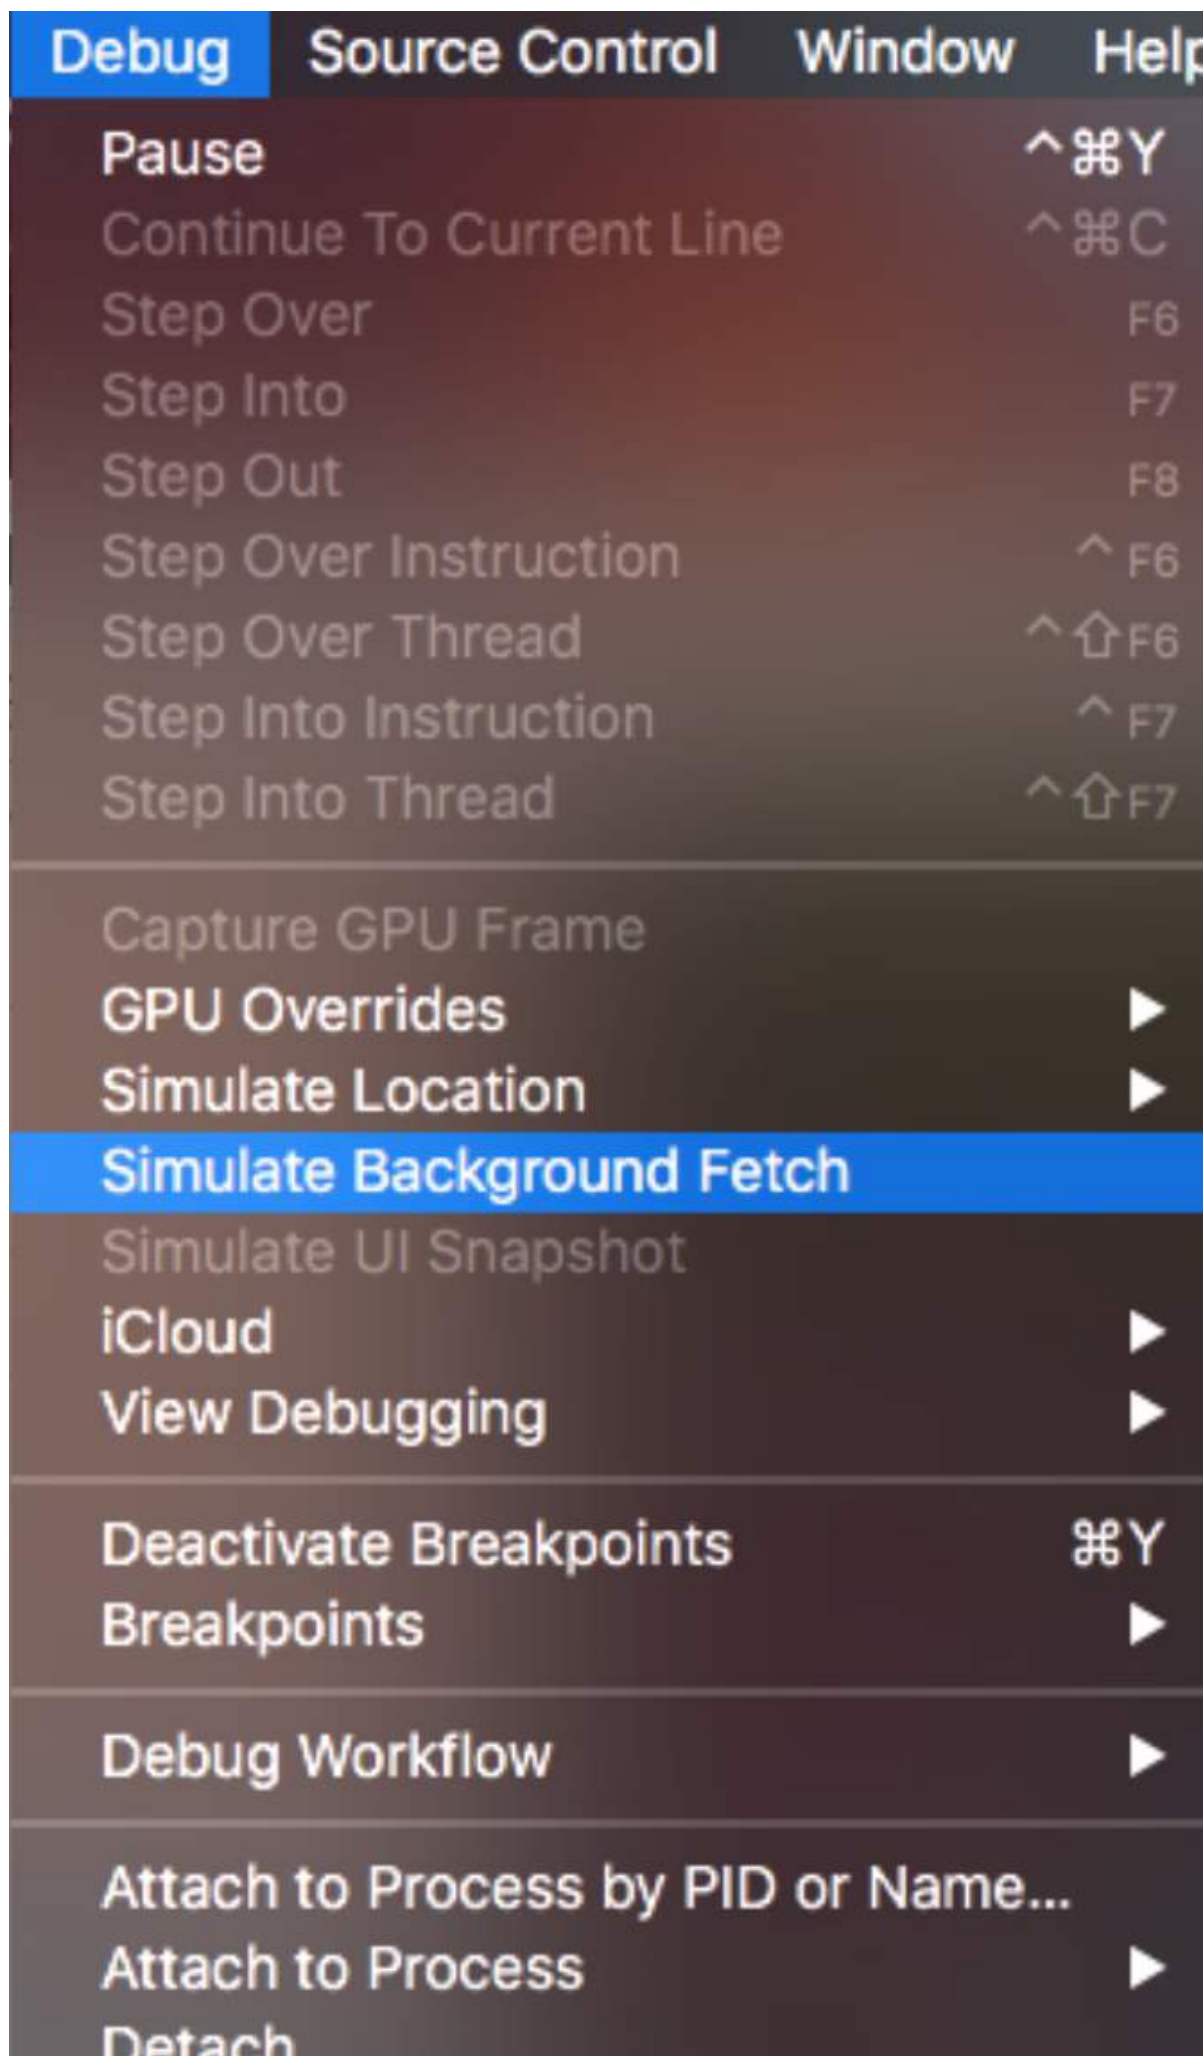 Debug Source Control Window Help
Pause ^⌘Y
Continue To Current Line ^⌘C
Step Over F6
Step Into F7
Step Out F8
Step Over Instruction ^ F6
Step Over Thread ^⇧F6
Step Into Instruction ^ F7
Step Into Thread ^⇧F7
Capture GPU Frame
GPU Overrides ▶
Simulate Location ▶
Simulate Background Fetch
Simulate UI Snapshot
iCloud ▶
View Debugging ▶
Deactivate Breakpoints ⌘Y
Breakpoints ▶
Debug Workflow ▶
Attach to Process by PID or Name...
Attach to Process ▶
Detach